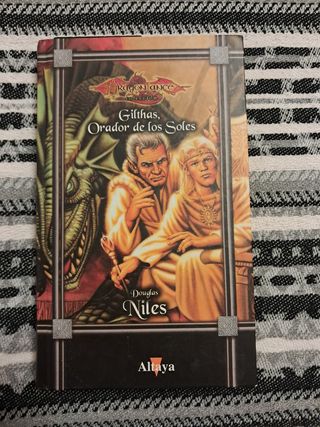 DRAGONLANCE
Gilthas,
Orador de los Soles
Douglas
Niles
Altaya